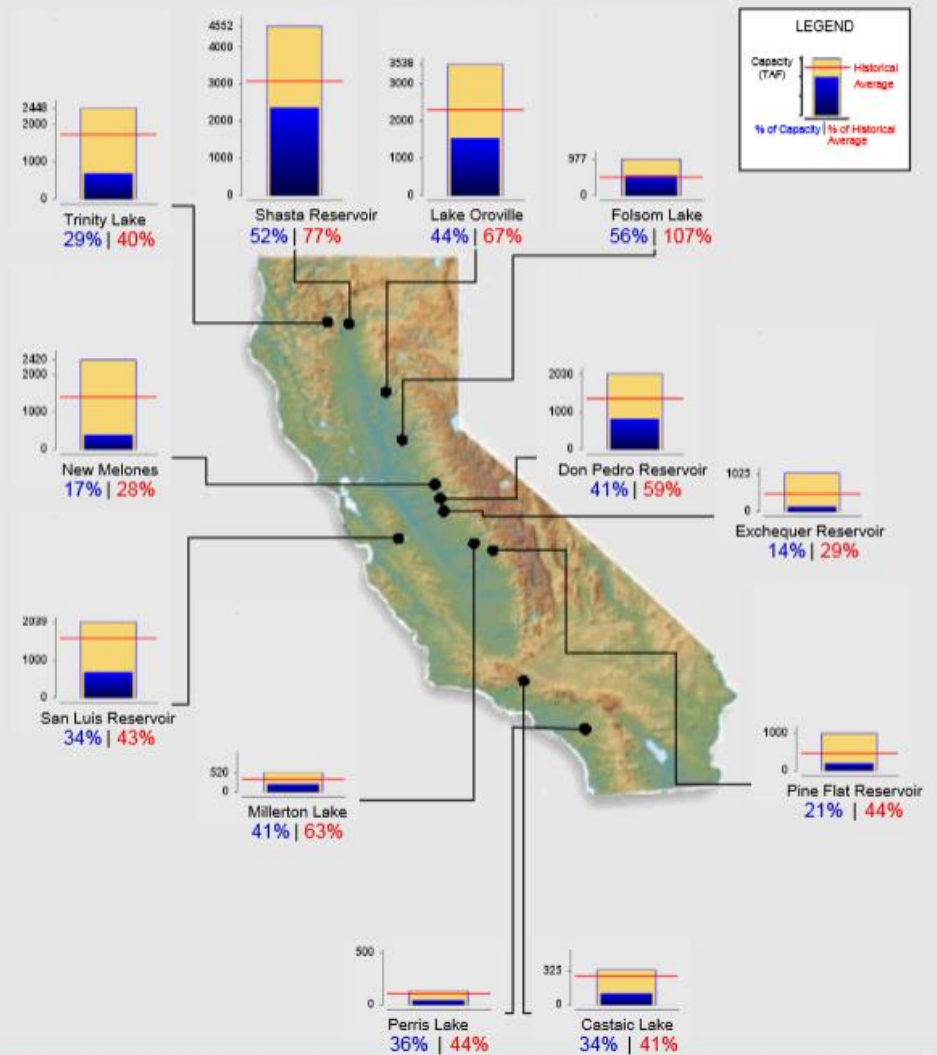 LEGEND
Capacity
(TAF)
Historical
Average
% of Capacity | % of Historical
Average
4552
4000
3000
2000
1000
0
Shasta Reservoir
52% | 77%
3538
3000
2000
1000
0
Lake Oroville
44% | 67%
2448
2000
1000
0
Trinity Lake
29% | 40%
977
0
Folsom Lake
56% | 107%
2420
2000
1000
0
New Melones
17% | 28%
2030
1000
0
Don Pedro Reservoir
41% | 59%
1025
0
Exchequer Reservoir
14% | 29%
2039
1000
0
San Luis Reservoir
34% | 43%
520
0
Millerton Lake
41% | 63%
1000
0
Pine Flat Reservoir
21% | 44%
500
0
Perris Lake
36% | 44%
325
0
Castaic Lake
34% | 41%